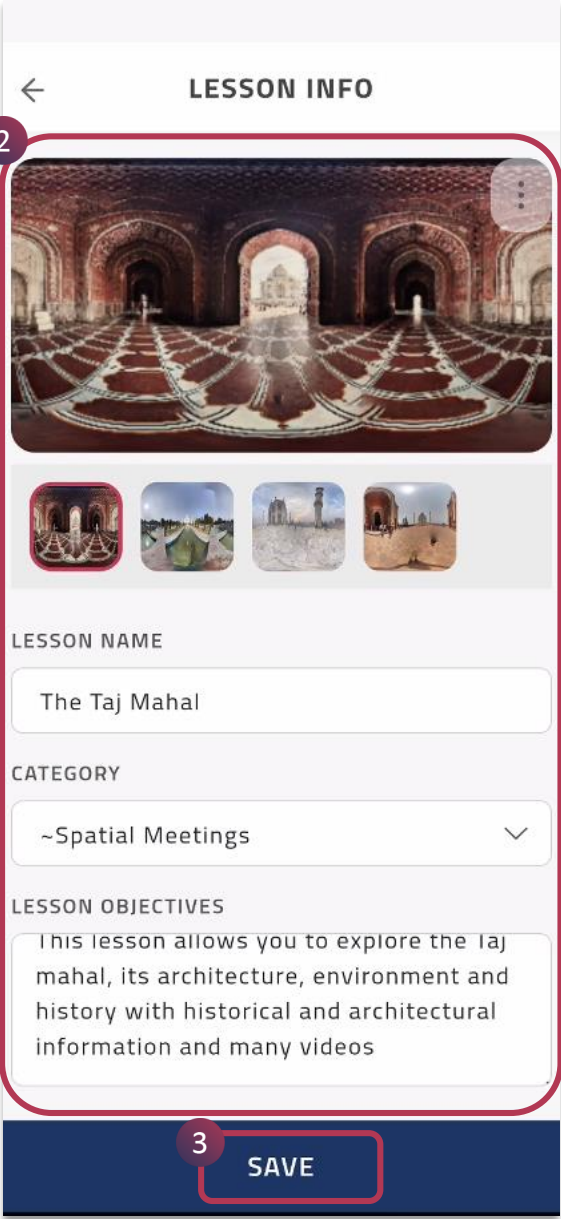 LESSON INFO
2
LESSON NAME
The Taj Mahal
CATEGORY
~Spatial Meetings
LESSON OBJECTIVES
This lesson allows you to explore the Taj
mahal, its architecture, environment and
history with historical and architectural
information and many videos
3
SAVE